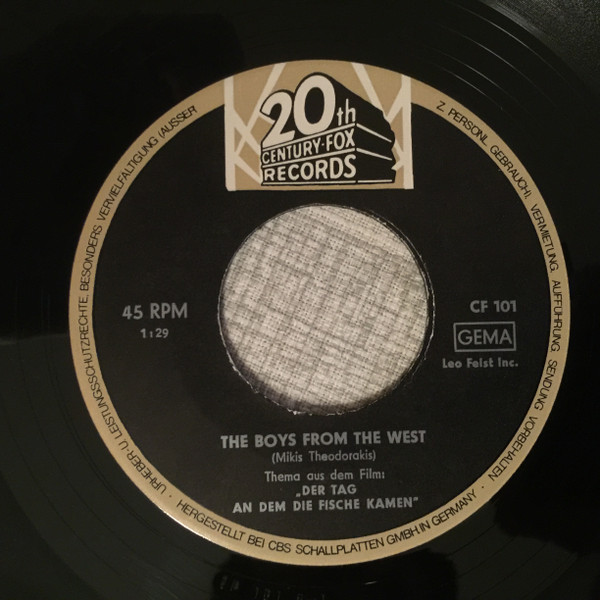 20th
CENTURY-FOX
RECORDS
URHEBER-U. LEISTUNGSSCHUTZRECHTE, BESONDERS VERVIELFÄLTIGUNG (AUSSER
Z. PERSÖNL. GEBRAUCH), VERMIETUNG, AUFFÜHRUNG, SENDUNG VORBEHALTEN
45 RPM
1:29
CF 101
GEMA
Leo Feist Inc.
THE BOYS FROM THE WEST
(Mikis Theodorakis)
Thema aus dem Film:
„DER TAG
AN DEM DIE FISCHE KAMEN"
· HERGESTELLT BEI CBS SCHALLPLATTEN GMBH IN GERMANY ·